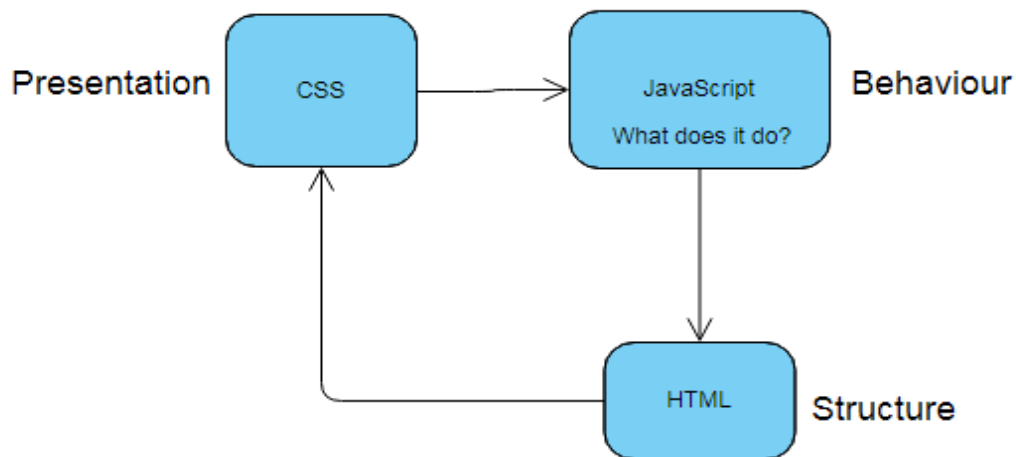 Presentation
CSS
JavaScript
What does it do?
Behaviour
HTML
Structure